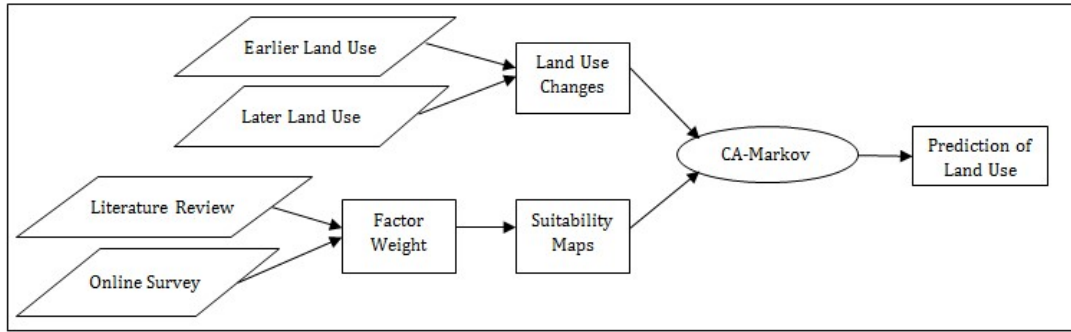 Earlier Land Use
Later Land Use
Land Use
Changes
CA-Markov
Prediction of
Land Use
Literature Review
Online Survey
Factor
Weight
Suitability
Maps